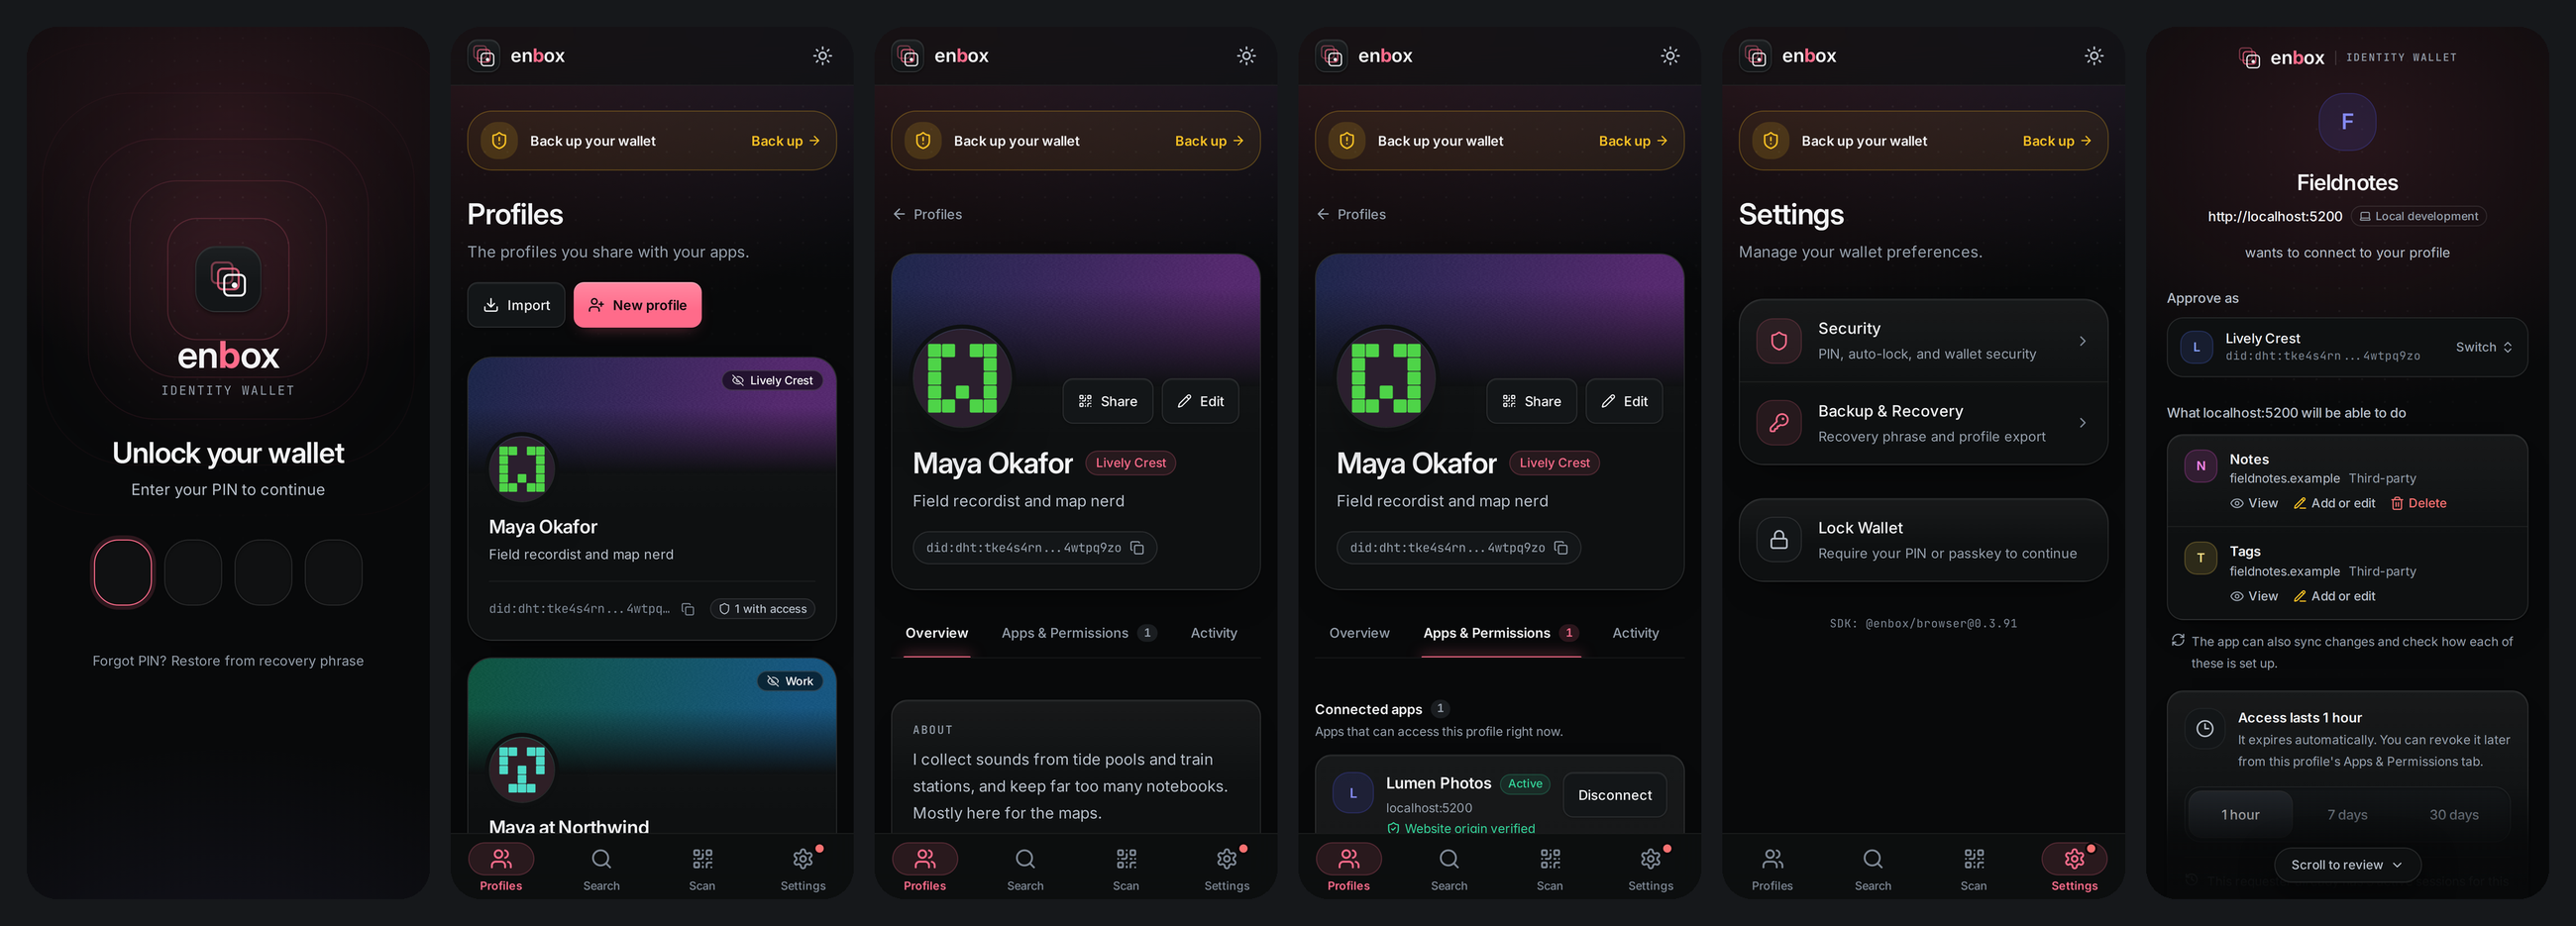 enbox
IDENTITY WALLET
Unlock your wallet
Enter your PIN to continue
Forgot PIN? Restore from recovery phrase
enbox
Back up your wallet
Back up →
Profiles
The profiles you share with your apps.
Import
New profile
Lively Crest
Maya Okafor
Field recordist and map nerd
did:dht:tke4s4rn...4wtpq…
1 with access
Work
Maya at Northwind
Profiles
Search
Scan
Settings
enbox
Back up your wallet
Back up →
← Profiles
Share
Edit
Maya Okafor
Lively Crest
Field recordist and map nerd
did:dht:tke4s4rn...4wtpq9zo
Overview
Apps & Permissions 1
Activity
ABOUT
I collect sounds from tide pools and train
stations, and keep far too many notebooks.
Mostly here for the maps.
Profiles
Search
Scan
Settings
enbox
Back up your wallet
Back up →
← Profiles
Share
Edit
Maya Okafor
Lively Crest
Field recordist and map nerd
did:dht:tke4s4rn...4wtpq9zo
Overview
Apps & Permissions 1
Activity
Connected apps 1
Apps that can access this profile right now.
L
Lumen Photos
Active
Disconnect
localhost:5200
Website origin verified
Profiles
Search
Scan
Settings
enbox
Back up your wallet
Back up →
Settings
Manage your wallet preferences.
Security
PIN, auto-lock, and wallet security
Backup & Recovery
Recovery phrase and profile export
Lock Wallet
Require your PIN or passkey to continue
SDK: @enbox/browser@0.3.91
Profiles
Search
Scan
Settings
enbox
IDENTITY WALLET
F
Fieldnotes
http://localhost:5200
Local development
wants to connect to your profile
Approve as
L
Lively Crest
did:dht:tke4s4rn...4wtpq9zo
Switch
What localhost:5200 will be able to do
N
Notes
fieldnotes.example Third-party
View
Add or edit
Delete
T
Tags
fieldnotes.example Third-party
View
Add or edit
The app can also sync changes and check how each of
these is set up.
Access lasts 1 hour
It expires automatically. You can revoke it later
from this profile's Apps & Permissions tab.
1 hour
7 days
30 days
Scroll to review